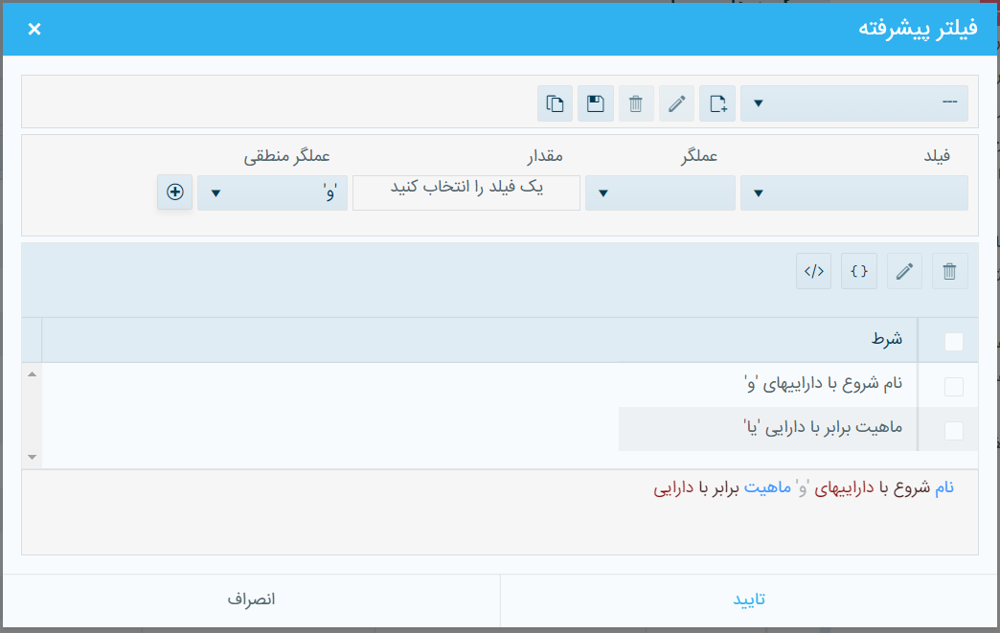 فیلتر پیشرفته ×
---
فیلد عملگر مقدار عملگر منطقی
یک فیلد را انتخاب کنید 'و'
{ } </>
شرط
نام شروع با داراییهای 'و'
ماهیت برابر با دارایی 'یا'
نام شروع با داراییهای 'و' ماهیت برابر با دارایی
تایید انصراف